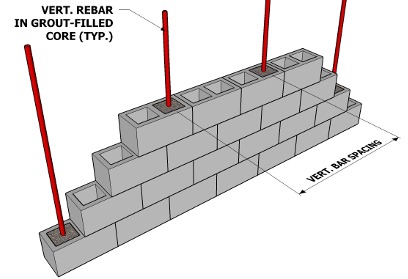 VERT. REBAR
IN GROUT-FILLED
CORE (TYP.)
VERT. BAR SPACING